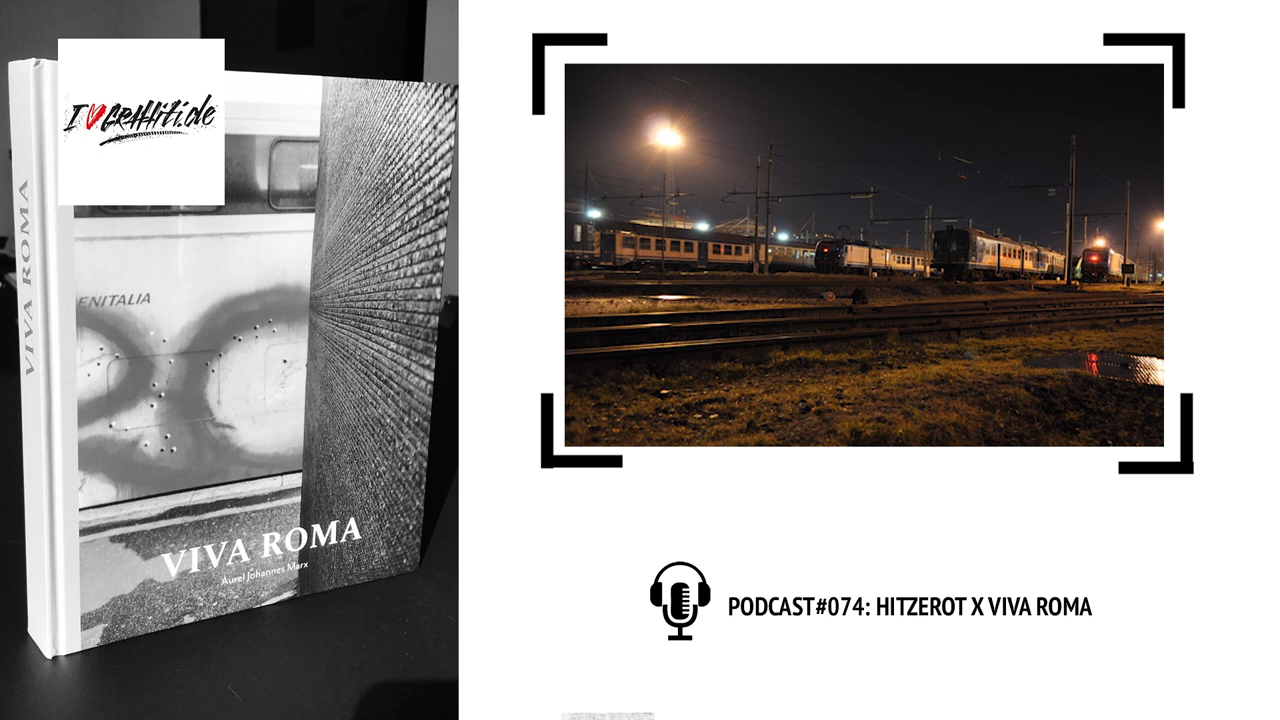 I ❤ GRAFFITI.de
VIVA ROMA
ENITALIA
VIVA ROMA
Aurel Johannes Marx
PODCAST#074: HITZEROT X VIVA ROMA